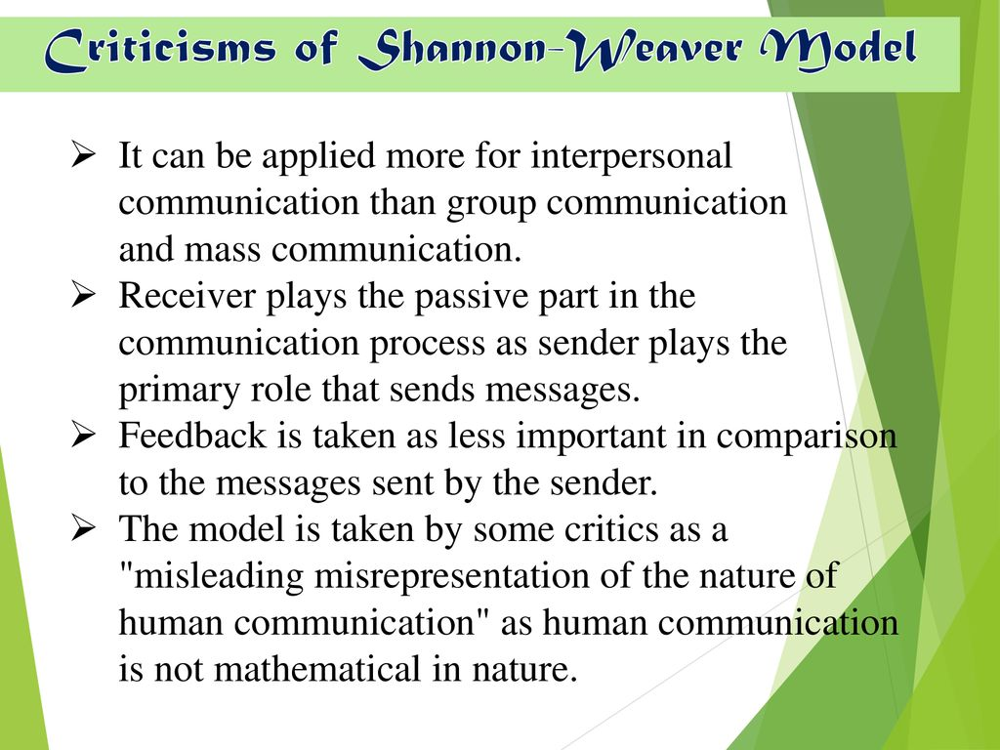 Criticisms of Shannon-Weaver Model
➢ It can be applied more for interpersonal
communication than group communication
and mass communication.
➢ Receiver plays the passive part in the
communication process as sender plays the
primary role that sends messages.
➢ Feedback is taken as less important in comparison
to the messages sent by the sender.
➢ The model is taken by some critics as a
"misleading misrepresentation of the nature of
human communication" as human communication
is not mathematical in nature.